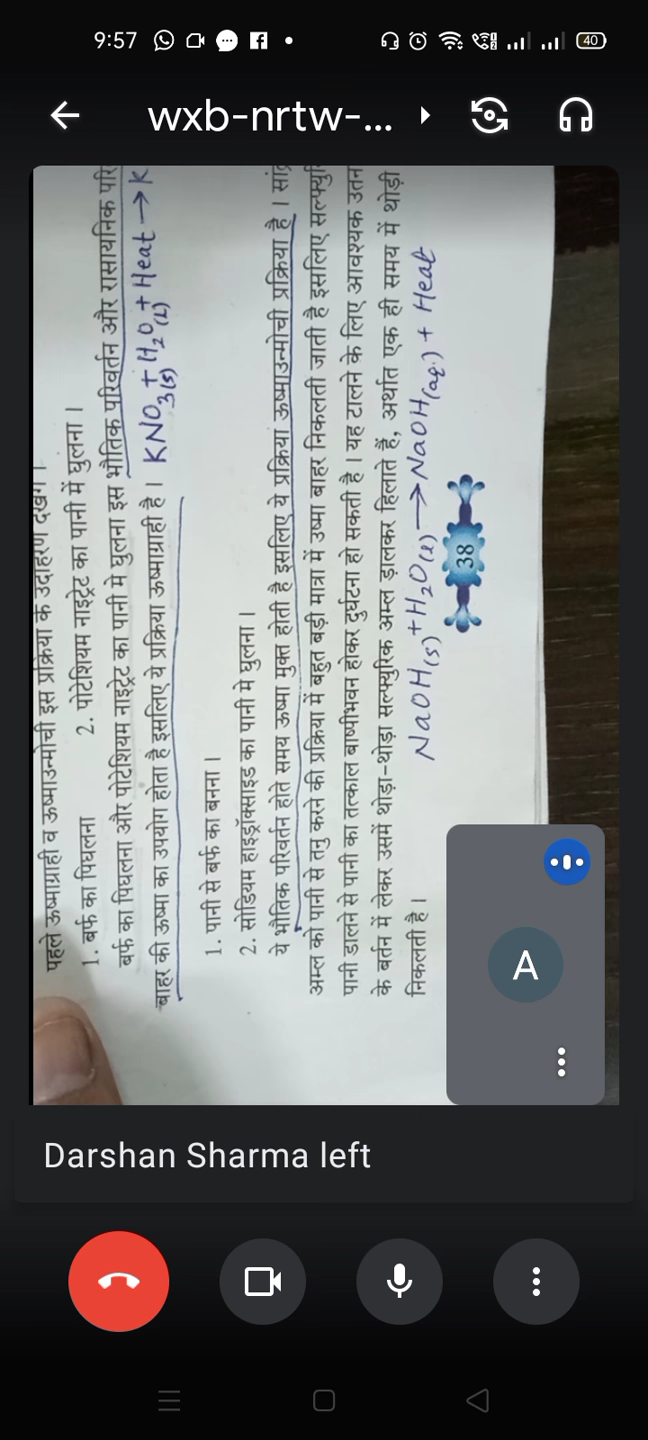 9:57
40
wxb-nrtw-...
पहले ऊष्माग्राही व ऊष्माउन्मोची इस प्रक्रिया के उदाहरण देखेंगे।
1. बर्फ का पिघलना 2. पोटेशियम नाइट्रेट का पानी में घुलना।
बर्फ का पिघलना और पोटेशियम नाइट्रेट का पानी मे घुलना इस भौतिक परिवर्तन और रासायनिक
बाहर की ऊष्मा का उपयोग होता है इसलिए ये प्रक्रिया ऊष्माग्राही है। KNO3(s) + H2O(l) + Heat → K
1. पानी से बर्फ का बनना।
2. सोडियम हाइड्रॉक्साइड का पानी मे घुलना।
ये भौतिक परिवर्तन होते समय ऊष्मा मुक्त होती है इसलिए ये प्रक्रिया ऊष्माउन्मोची प्रक्रिया है।
अम्ल को पानी से तनु करने की प्रक्रिया में बहुत बड़ी मात्रा में उष्मा बाहर निकलती जाती है इसलिए
पानी डालने से पानी का तत्काल बाष्पीभवन होकर दुर्घटना हो सकती है। यह टालने के लिए आवश्यक
के बर्तन में लेकर उसमें थोड़ा-थोड़ा सल्फ्युरिक अम्ल ड़ालकर हिलाते हैं, अर्थात एक ही समय में थोड़ी
निकलती है।
NaOH(s) + H2O(l) → NaOH(aq.) + Heat
38
A
Darshan Sharma left